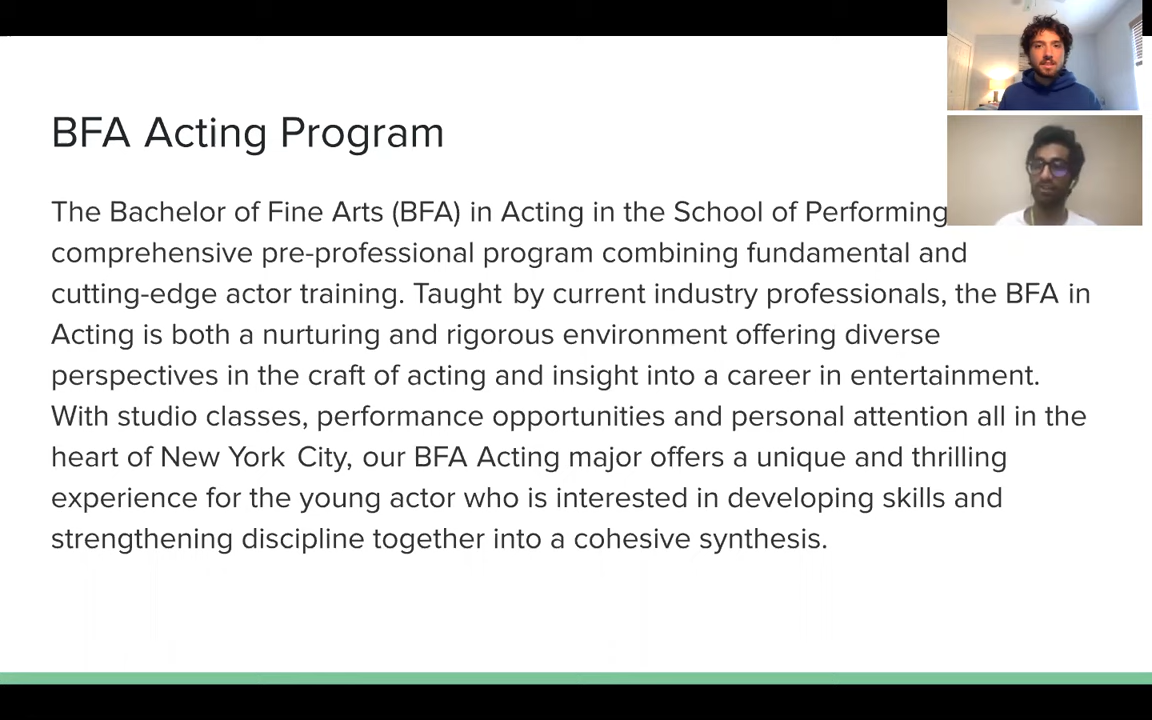 BFA Acting Program
The Bachelor of Fine Arts (BFA) in Acting in the School of Performing
comprehensive pre-professional program combining fundamental and
cutting-edge actor training. Taught by current industry professionals, the BFA in
Acting is both a nurturing and rigorous environment offering diverse
perspectives in the craft of acting and insight into a career in entertainment.
With studio classes, performance opportunities and personal attention all in the
heart of New York City, our BFA Acting major offers a unique and thrilling
experience for the young actor who is interested in developing skills and
strengthening discipline together into a cohesive synthesis.